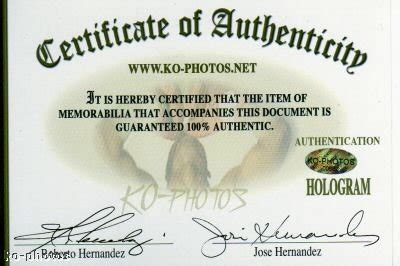 Certificate of Authenticity
WWW.KO-PHOTOS.NET
IT IS HEREBY CERTIFIED THAT THE ITEM OF
MEMORABILIA THAT ACCOMPANIES THIS DOCUMENT IS
GUARANTEED 100% AUTHENTIC.
AUTHENTICATION
KO-PHOTOS
HOLOGRAM
KO-PHOTOS
Roberto Hernandez
Jose Hernandez
ko-photos